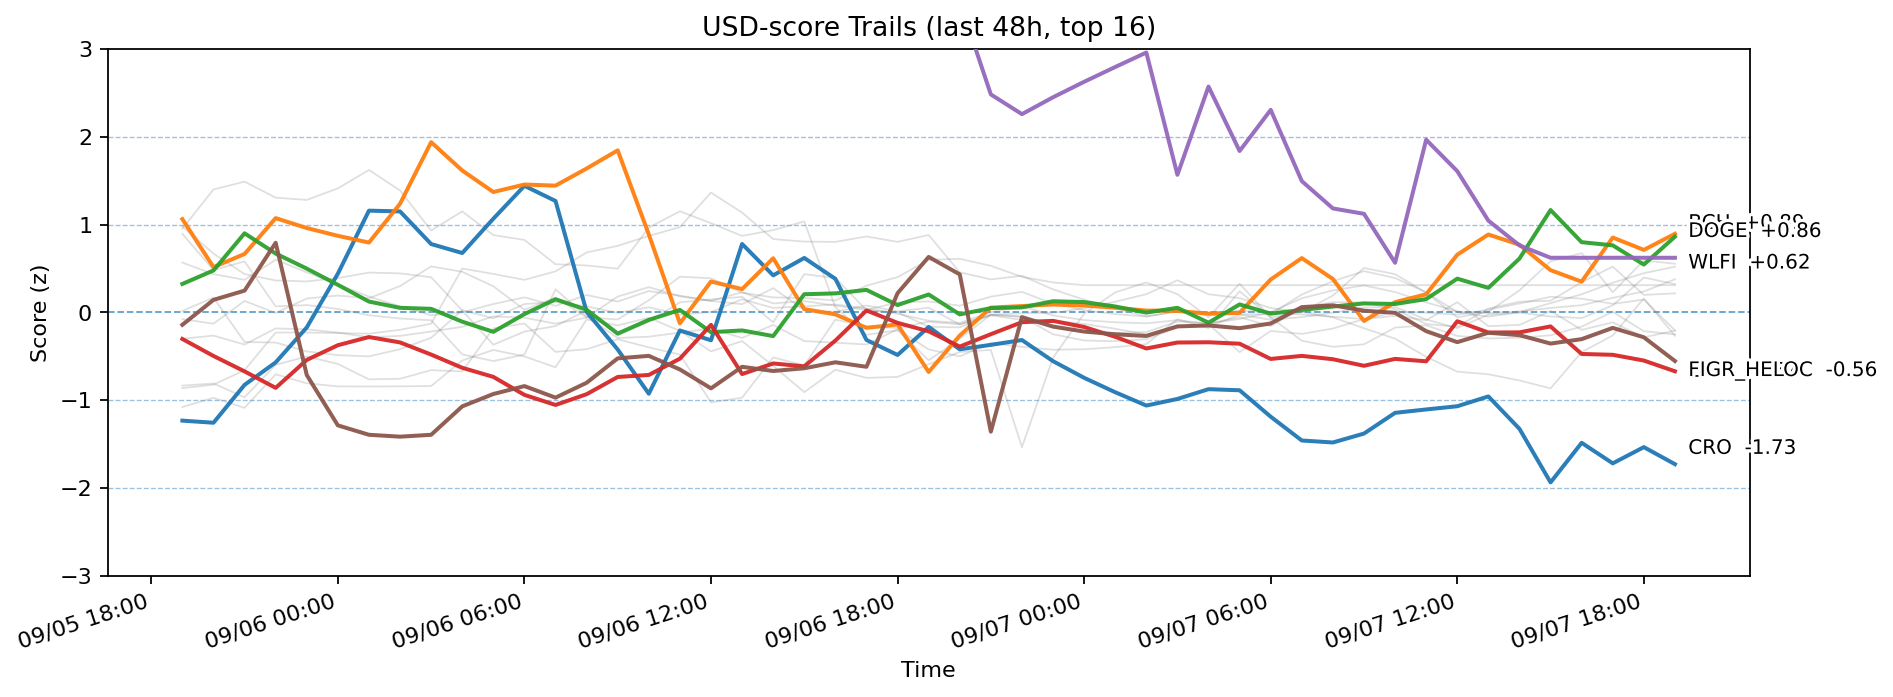 USD-score Trails (last 48h, top 16)
Score (z)
3
2
1
0
−1
−2
−3
DOGE +0.86
WLFI +0.62
FIGR_HELOC -0.56
CRO -1.73
09/05 18:00
09/06 00:00
09/06 06:00
09/06 12:00
09/06 18:00
09/07 00:00
09/07 06:00
09/07 12:00
09/07 18:00
Time